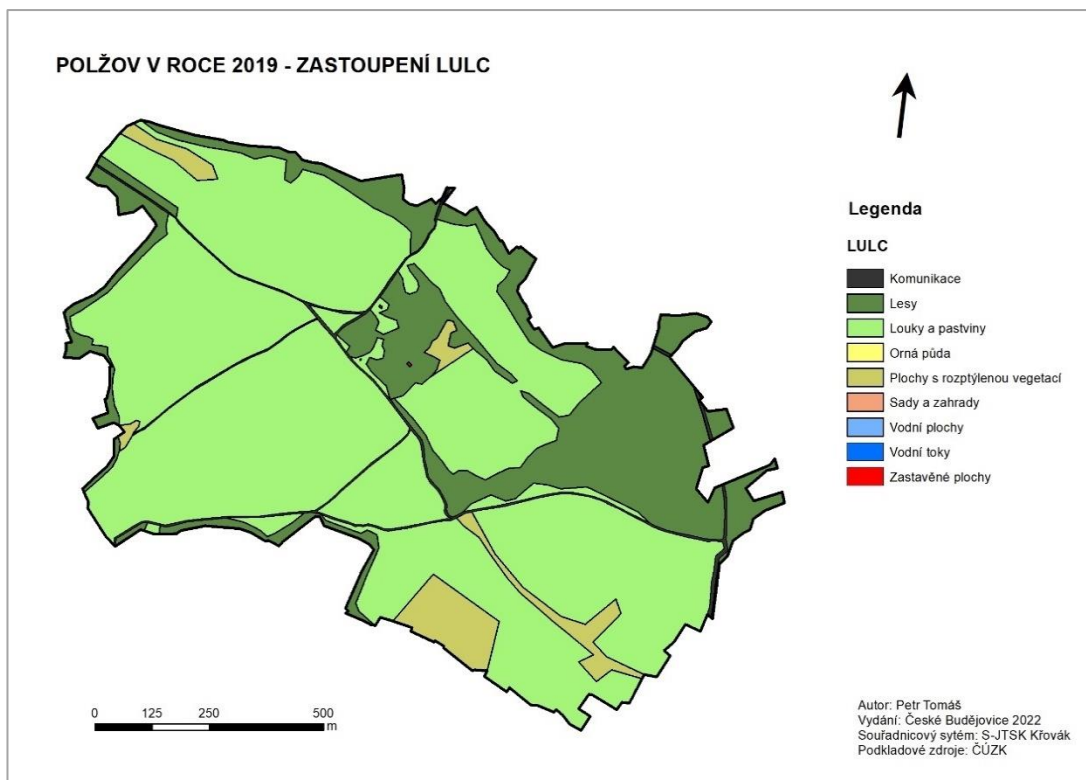 POLŽOV V ROCE 2019 - ZASTOUPENÍ LULC
Legenda
LULC
Komunikace
Lesy
Louky a pastviny
Orná půda
Plochy s rozptýlenou vegetací
Sady a zahrady
Vodní plochy
Vodní toky
Zastavěné plochy
0 125 250 500
m
Autor: Petr Tomáš
Vydání: České Budějovice 2022
Souřadnicový sytém: S-JTSK Křovák
Podkladové zdroje: ČÚZK